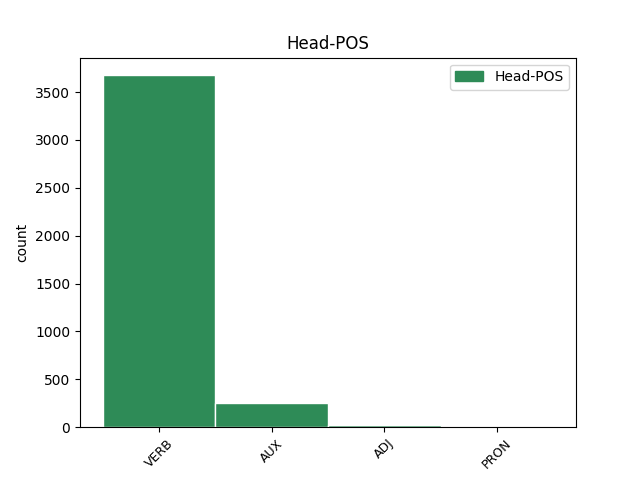 Head-POS
Head-POS
3500
3000
2500
2000
1500
1000
500
0
count
VERB
AUX
ADJ
PRON